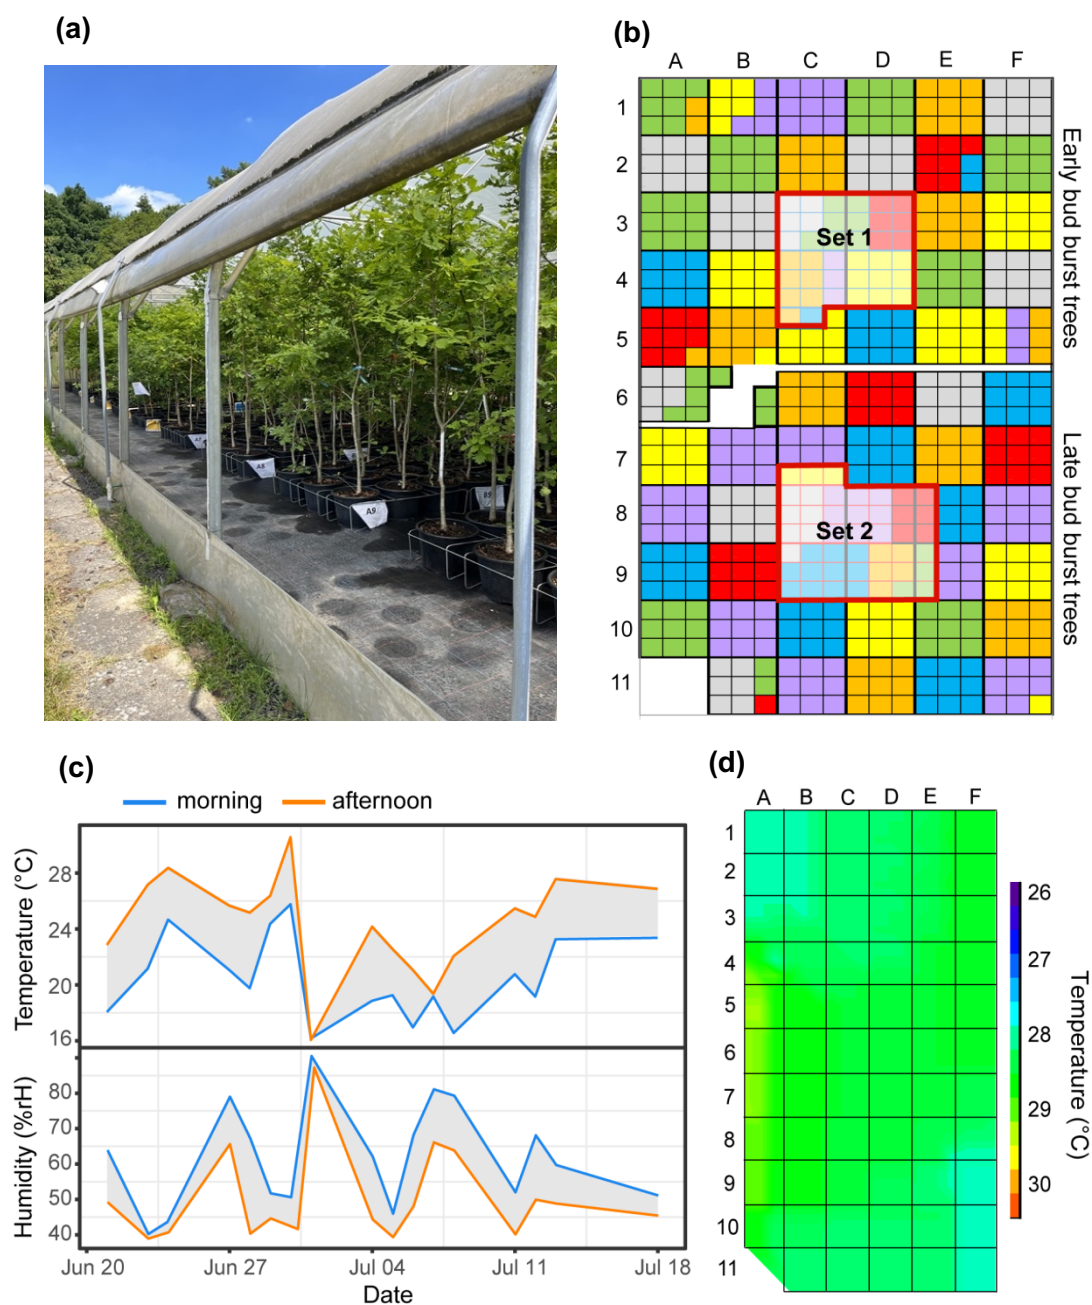 (a)
A7
A8
A9
B9
(b)
A B C D E F
1
2
3
4
5
6
7
8
9
10
11
Set 1
Set 2
Early bud burst trees
Late bud burst trees
(c)
morning afternoon
Temperature (°C)
28
24
20
16
Humidity (%rH)
80
70
60
50
40
Jun 20 Jun 27 Jul 04 Jul 11 Jul 18
Date
(d)
A B C D E F
1
2
3
4
5
6
7
8
9
10
11
26
27
28
29
30
Temperature (°C)